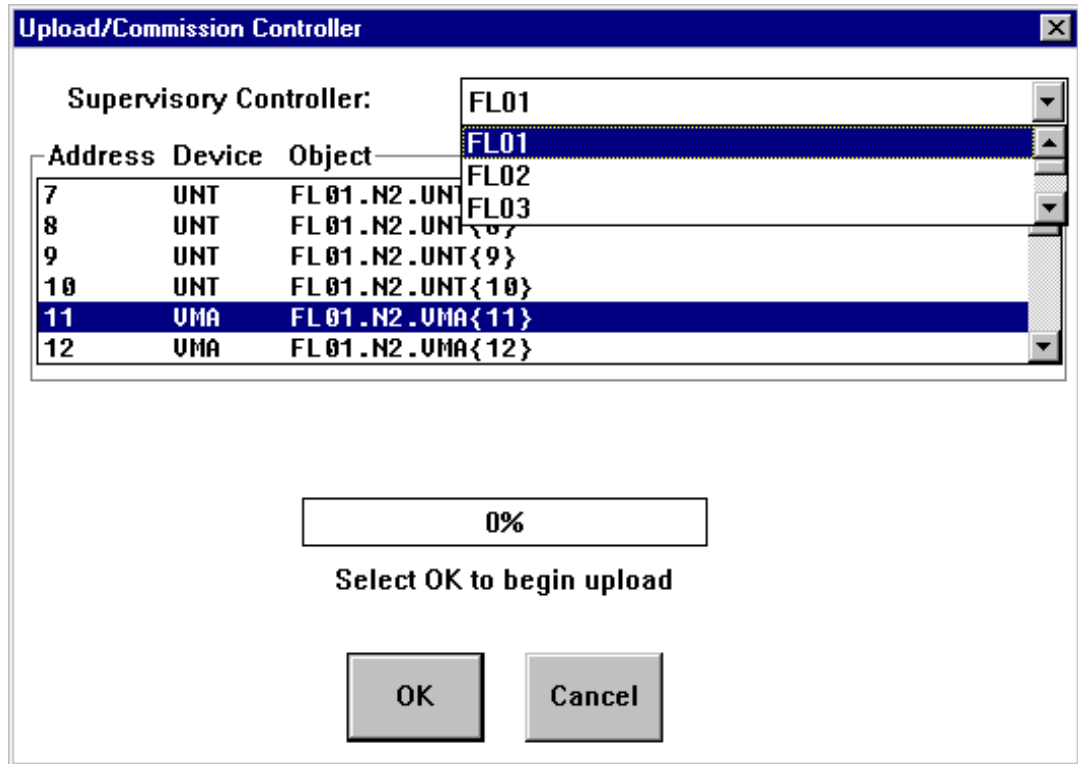 Upload/Commission Controller
Supervisory Controller: FL01
FL01
FL02
FL03
Address Device Object
7 UNT FL01.N2.UNT
8 UNT FL01.N2.UNT{8}
9 UNT FL01.N2.UNT{9}
10 UNT FL01.N2.UNT{10}
11 VMA FL01.N2.VMA{11}
12 VMA FL01.N2.VMA{12}
0%
Select OK to begin upload
OK Cancel